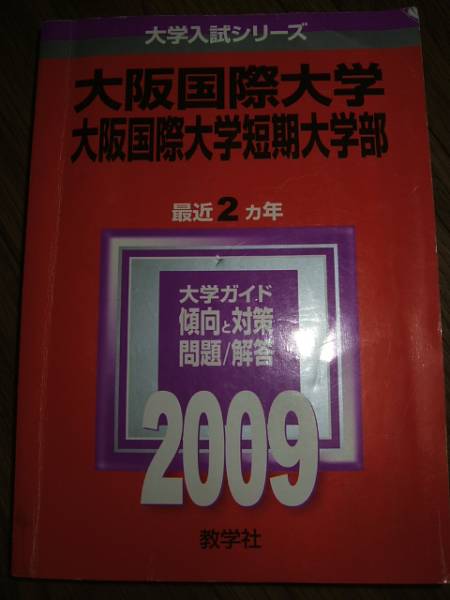 大学入試シリーズ
大阪国際大学
大阪国際大学短期大学部
最近2ヵ年
大学ガイド
傾向と対策
問題/解答
2009
教学社